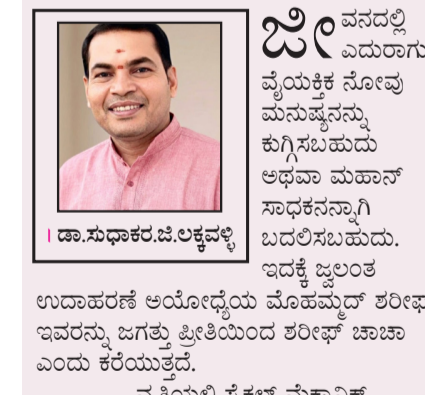 ಜೀವನದಲ್ಲಿ
ಎದುರಾಗು
ವೈಯಕ್ತಿಕ ನೋವು
ಮನುಷ್ಯನನ್ನು
ಕುಗ್ಗಿಸಬಹುದು
ಅಥವಾ ಮಹಾನ್
ಸಾಧಕನನ್ನಾಗಿ
ಬದಲಿಸಬಹುದು.
ಇದಕ್ಕೆ ಜ್ವಲಂತ
ಡಾ.ಸುಧಾಕರ.ಜಿ.ಲಕ್ಕವಳ್ಳಿ
ಉದಾಹರಣೆ ಅಯೋಧ್ಯೆಯ ಮೊಹಮ್ಮದ್ ಶರೀಫ್
ಇವರನ್ನು ಜಗತ್ತು ಪ್ರೀತಿಯಿಂದ ಶರೀಫ್ ಚಾಚಾ
ಎಂದು ಕರೆಯುತ್ತದೆ.